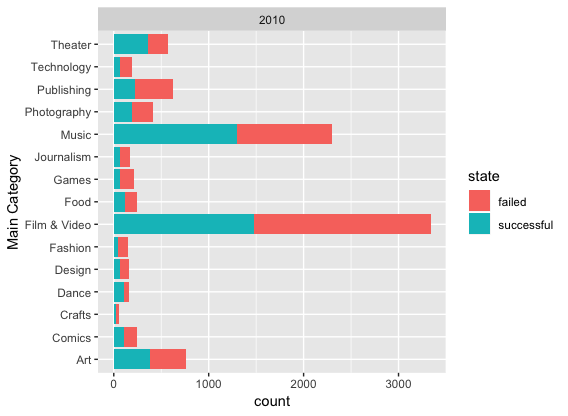 2010
Theater
Technology
Publishing
Photography
Music
Journalism
Games
Food
Film & Video
Fashion
Design
Dance
Crafts
Comics
Art
Main Category
0 1000 2000 3000
count
state
failed
successful